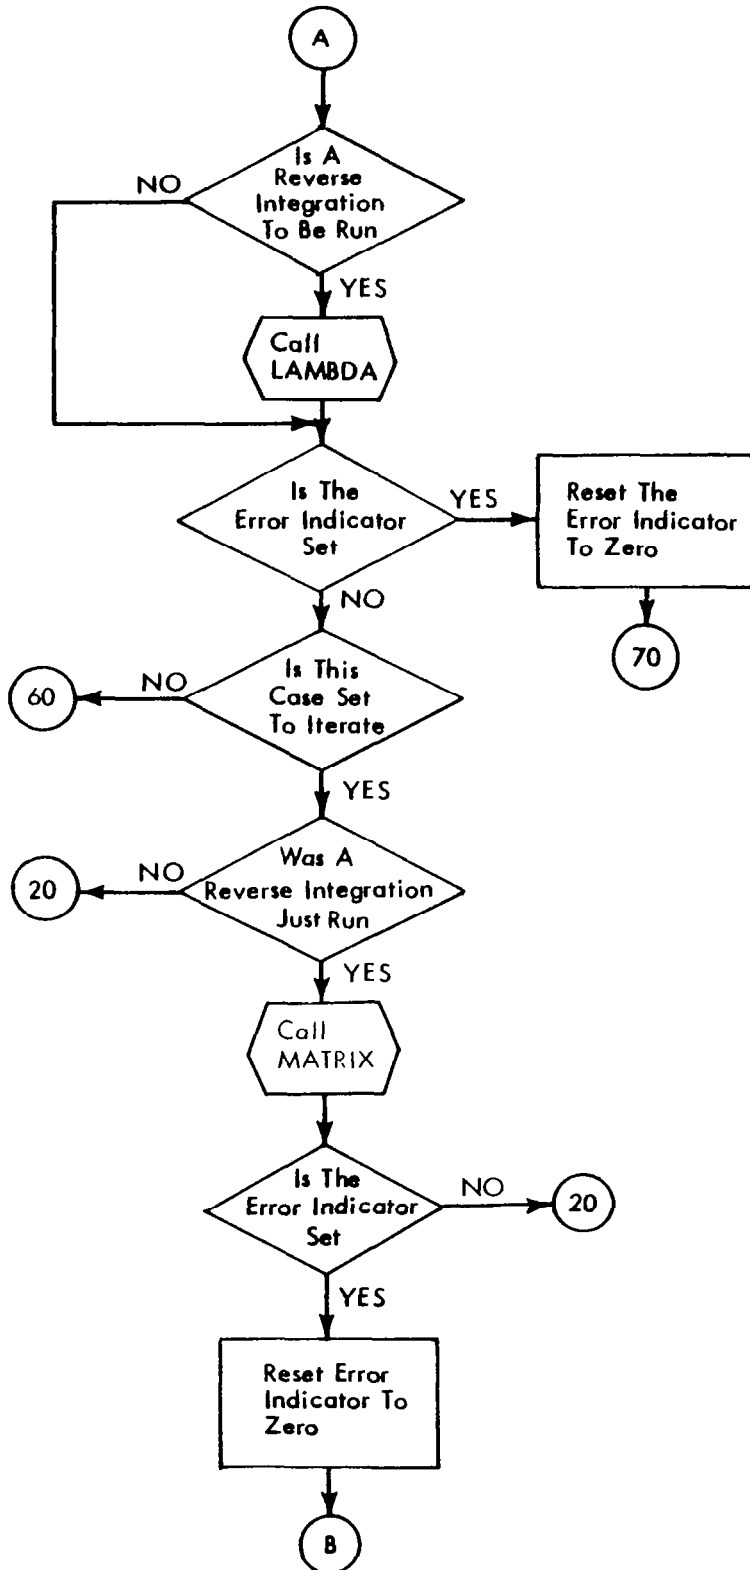 A
Is A
Reverse
Integration
To Be Run
NO
YES
Call
LAMBDA
Is The
Error Indicator
Set
YES
Reset The
Error Indicator
To Zero
NO
70
Is This
Case Set
To Iterate
NO
60
YES
Was A
Reverse Integration
Just Run
NO
20
YES
Call
MATRIX
Is The
Error Indicator
Set
NO
20
YES
Reset Error
Indicator To
Zero
B